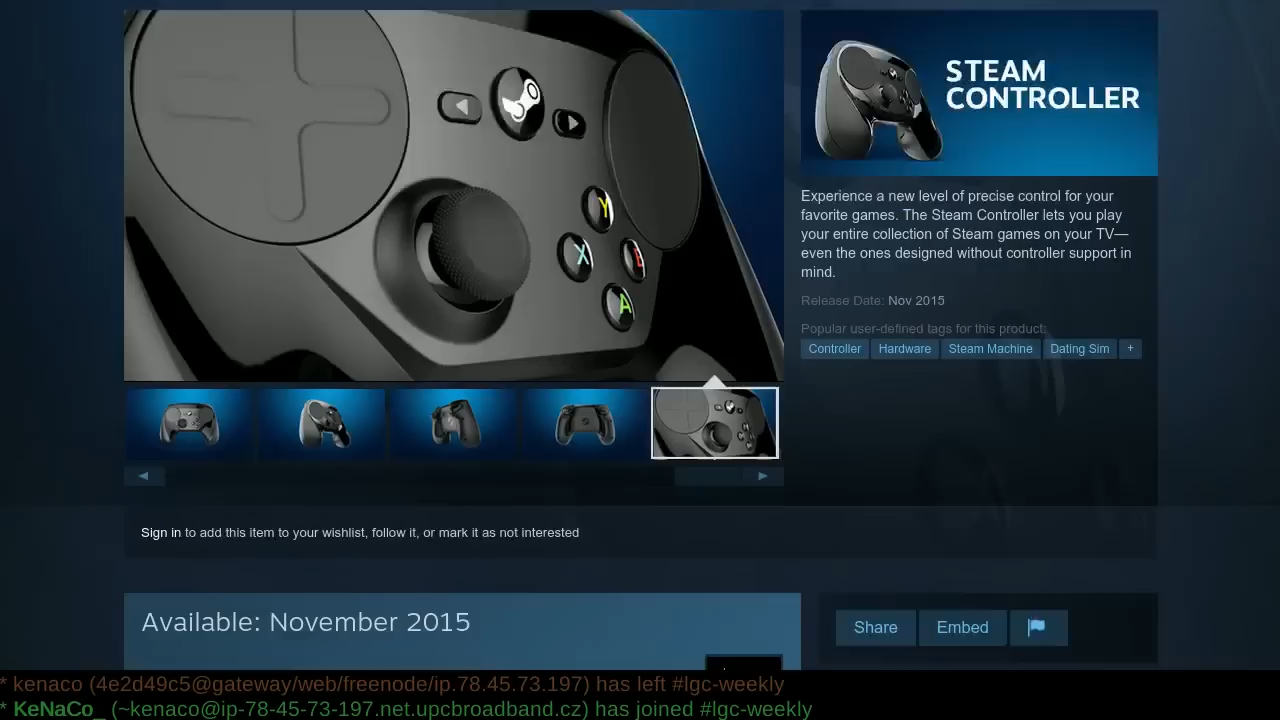 Y
X
B
A
STEAM
CONTROLLER
Experience a new level of precise control for your
favorite games. The Steam Controller lets you play
your entire collection of Steam games on your TV—
even the ones designed without controller support in
mind.
Release Date: Nov 2015
Popular user-defined tags for this product:
Controller Hardware Steam Machine Dating Sim +
Sign in to add this item to your wishlist, follow it, or mark it as not interested
Available: November 2015
Share Embed
* kenaco (4e2d49c5@gateway/web/freenode/ip.78.45.73.197) has left #lgc-weekly
* KeNaCo_ (~kenaco@ip-78-45-73-197.net.upcbroadband.cz) has joined #lgc-weekly